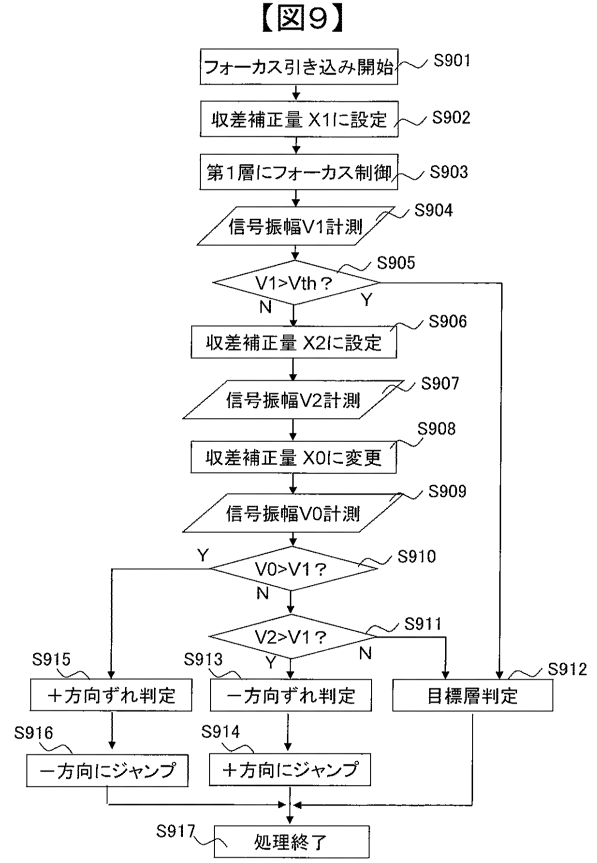 【図９】
フォーカス引き込み開始
S901
収差補正量 X1に設定
S902
第１層にフォーカス制御
S903
信号振幅V1計測
S904
V1>Vth？
S905
N
Y
収差補正量 X2に設定
S906
信号振幅V2計測
S907
収差補正量 X0に変更
S908
信号振幅V0計測
S909
V0>V1？
S910
Y
N
V2>V1？
S911
Y
N
S915
＋方向ずれ判定
S913
－方向ずれ判定
S912
目標層判定
S916
－方向にジャンプ
S914
＋方向にジャンプ
S917
処理終了